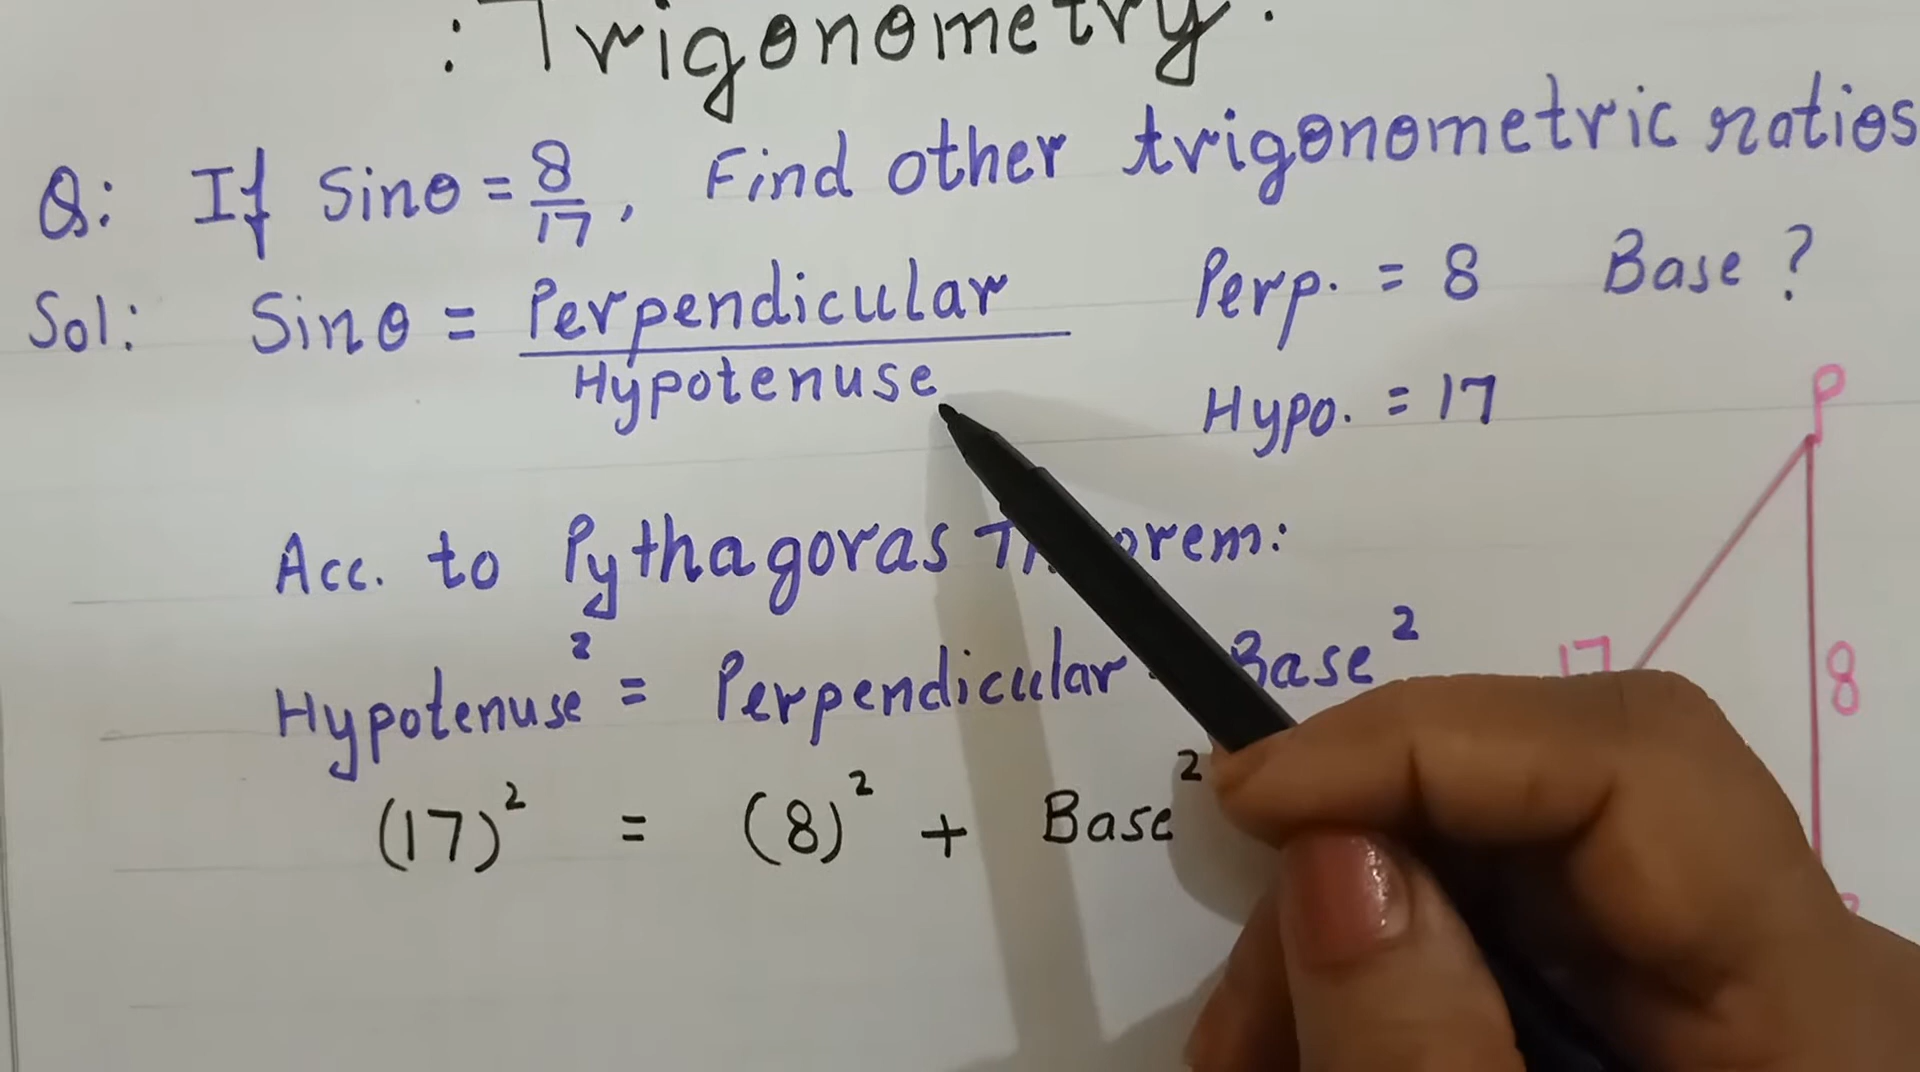 : Trigonometry :
Q: If Sinθ = 8/17, Find other trigonometric ratios
Sol: Sinθ = Perpendicular/Hypotenuse
Perp. = 8 Base ?
Hypo. = 17
P
Acc. to Pythagoras
Hypotenuse² = Perpendicular Base²
17
8
(17)² = (8)² + Base²